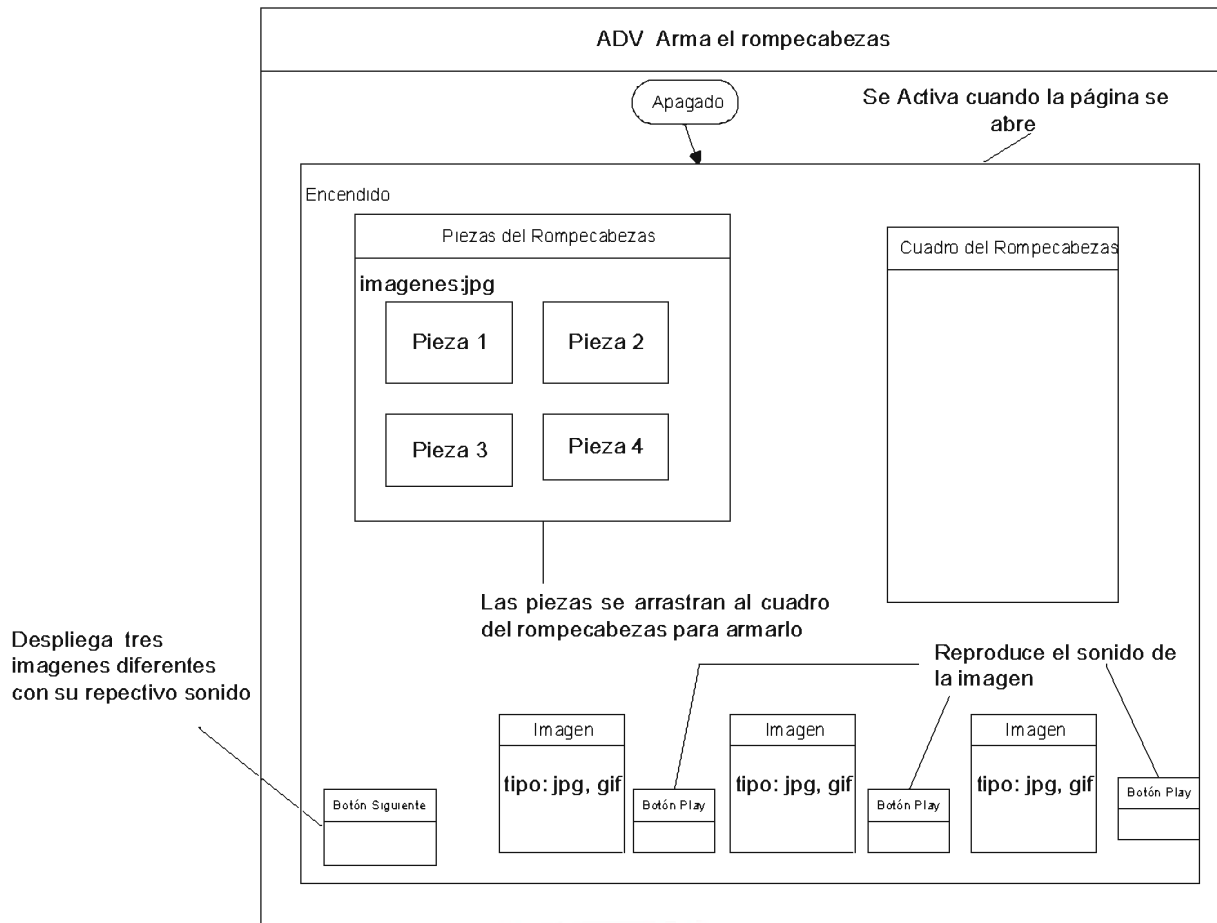 ADV Arma el rompecabezas
Apagado
Se Activa cuando la página se
abre
Encendido
Piezas del Rompecabezas
Cuadro del Rompecabezas
imagenes:jpg
Pieza 1
Pieza 2
Pieza 3
Pieza 4
Las piezas se arrastran al cuadro
del rompecabezas para armarlo
Despliega tres
imagenes diferentes
con su repectivo sonido
Reproduce el sonido de
la imagen
Imagen
tipo: jpg, gif
Imagen
tipo: jpg, gif
Imagen
tipo: jpg, gif
Botón Siguiente
Botón Play
Botón Play
Botón Play